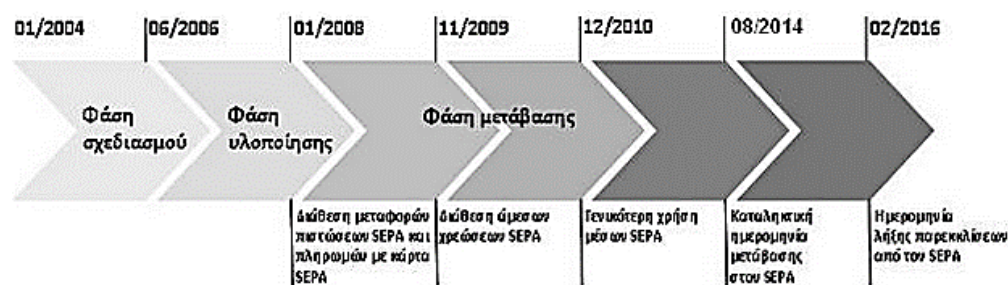 01/2004
06/2006
01/2008
11/2009
12/2010
08/2014
02/2016
Φάση
σχεδιασμού
Φάση
υλοποίησης
Φάση μετάβασης
Διάθεση μεταφορών
πιστώσεων SEPA και
πληρωμών με κάρτα
SEPA
Διάθεση άμεσων
χρεώσεων SEPA
Γενικότερη χρήση
μέσων SEPA
Καταληκτική
ημερομηνία
μετάβασης
στον SEPA
Ημερομηνία
λήξης παρεκκλίσεων
από τον SEPA